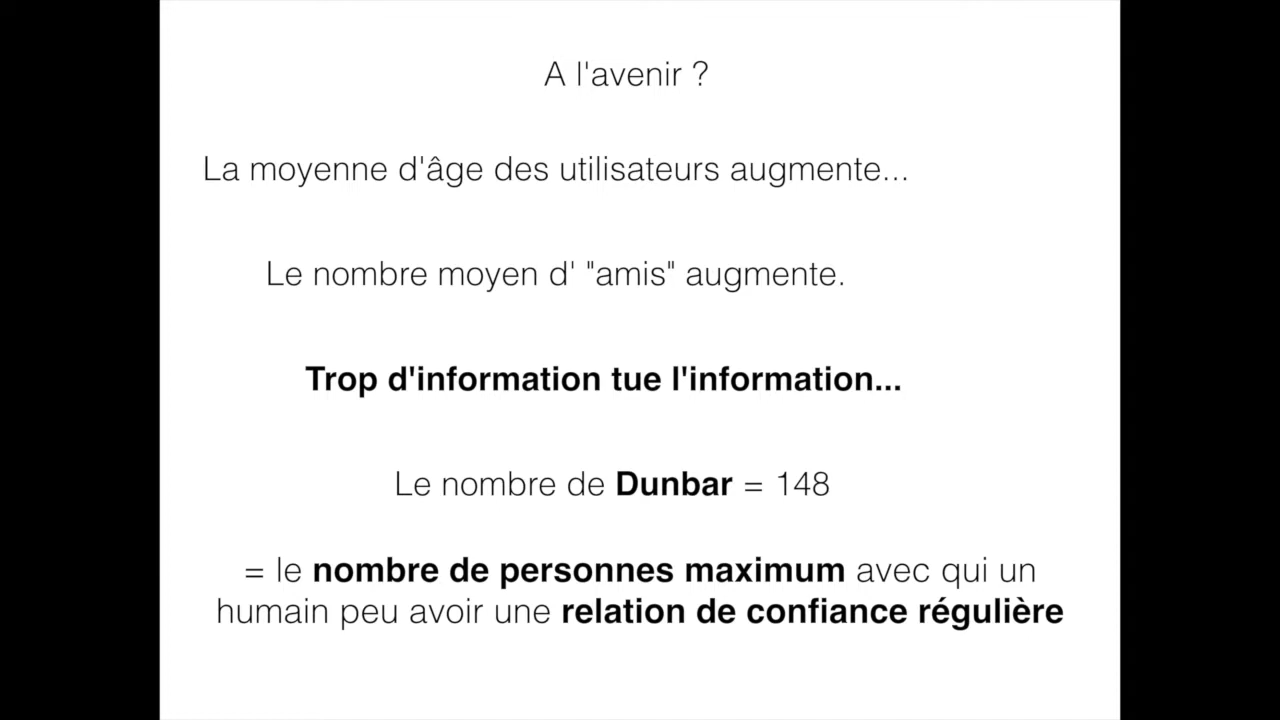 A l'avenir ?
La moyenne d'âge des utilisateurs augmente...
Le nombre moyen d' "amis" augmente.
Trop d'information tue l'information...
Le nombre de Dunbar = 148
= le nombre de personnes maximum avec qui un
humain peu avoir une relation de confiance régulière